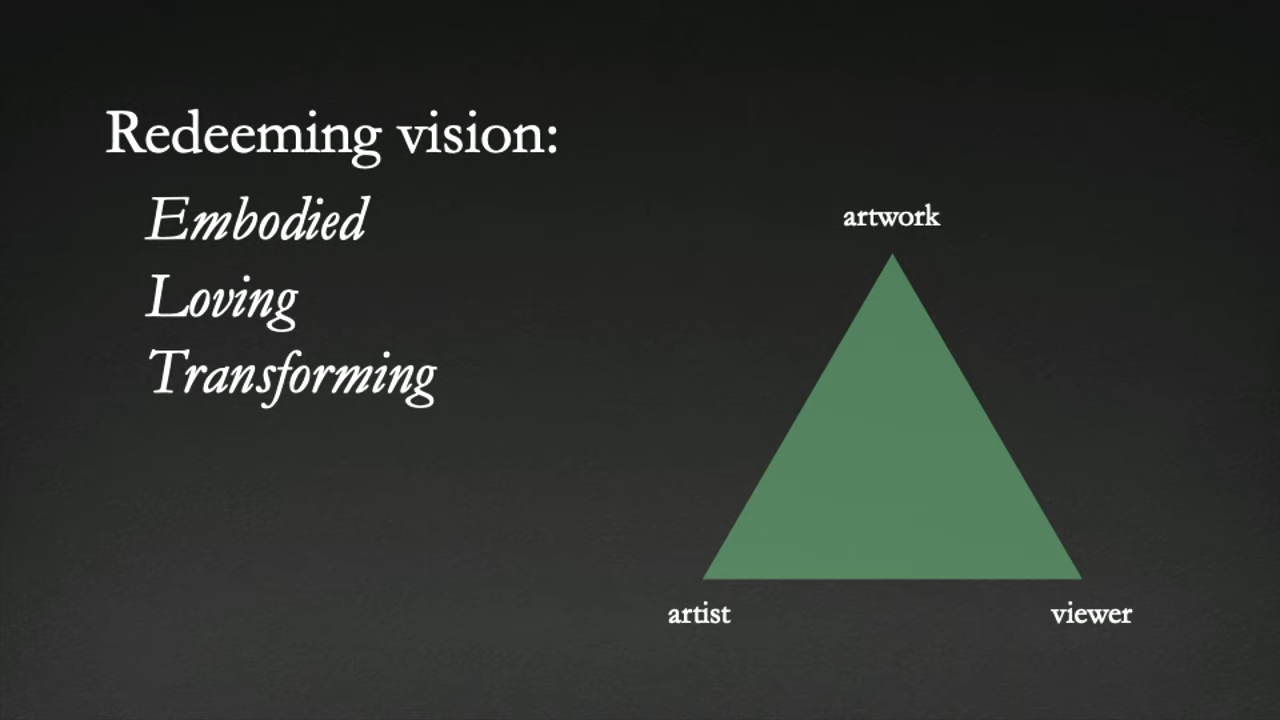 Redeeming vision:
Embodied
Loving
Transforming
artwork
artist
viewer